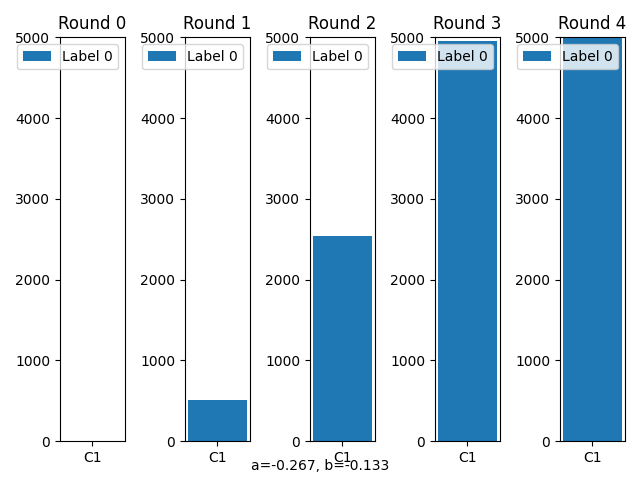 Round 0 Round 1 Round 2 Round 3 Round 4
5000 5000 5000 5000 5000
Label 0 Label 0 Label 0 Label 0 Label 0
4000 4000 4000 4000 4000
3000 3000 3000 3000 3000
2000 2000 2000 2000 2000
1000 1000 1000 1000 1000
0 0 0 0 0
C1 C1 C1 C1 C1
a=-0.267, b=-0.133